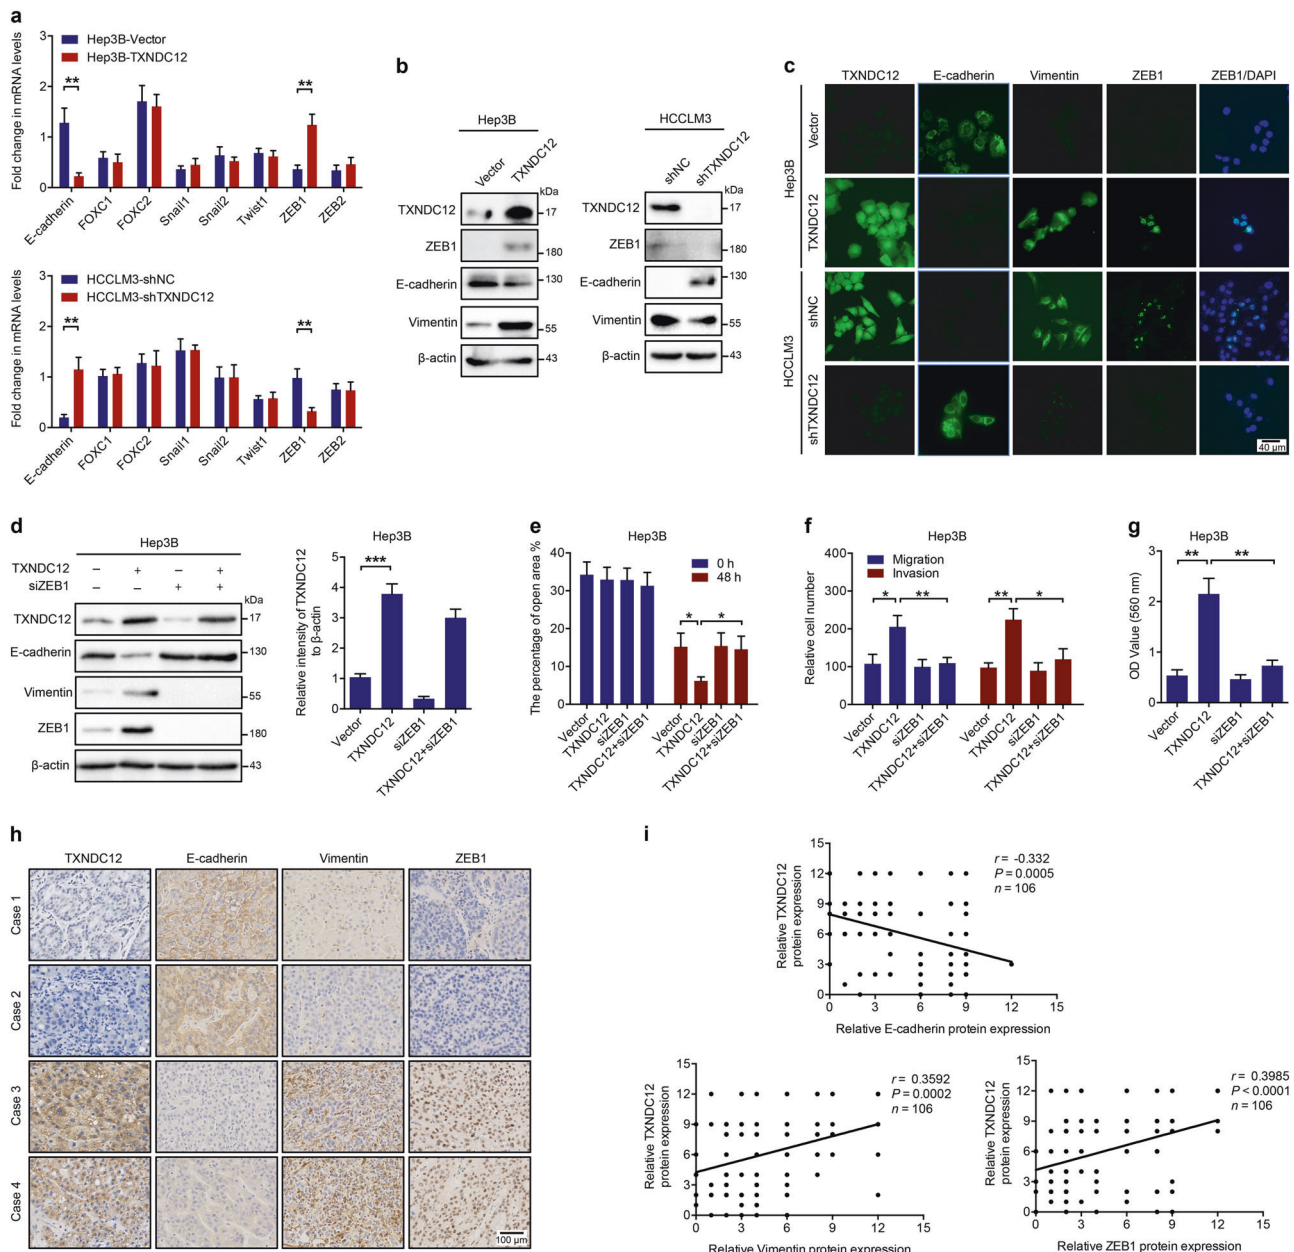 a
Fold change in mRNA levels
3
2
1
0
Hep3B-Vector
Hep3B-TXNDC12
**
**
E-cadherin
FOXC1
FOXC2
Snail1
Snail2
Twist1
ZEB1
ZEB2
Fold change in mRNA levels
3
2
1
0
HCCLM3-shNC
HCCLM3-shTXNDC12
**
**
E-cadherin
FOXC1
FOXC2
Snail1
Snail2
Twist1
ZEB1
ZEB2
b
Hep3B
Vector
TXNDC12
kDa
TXNDC12
17
ZEB1
180
E-cadherin
130
Vimentin
55
β-actin
43
HCCLM3
shNC
shTXNDC12
kDa
TXNDC12
17
ZEB1
180
E-cadherin
130
Vimentin
55
β-actin
43
c
TXNDC12
E-cadherin
Vimentin
ZEB1
ZEB1/DAPI
Hep3B
Vector
TXNDC12
HCCLM3
shNC
shTXNDC12
40 µm
d
Hep3B
TXNDC12 – + – +
siZEB1 – – + +
kDa
TXNDC12
17
E-cadherin
130
Vimentin
55
ZEB1
180
β-actin
43
Hep3B
Relative intensity of TXNDC12
to β-actin
5
4
3
2
1
0
***
Vector
TXNDC12
siZEB1
TXNDC12+siZEB1
e
Hep3B
The percentage of open area %
40
30
20
10
0
0 h
48 h
*
*
Vector
TXNDC12
siZEB1
TXNDC12+siZEB1
Vector
TXNDC12
siZEB1
TXNDC12+siZEB1
f
Hep3B
Relative cell number
400
300
200
100
0
Migration
Invasion
*
**
**
*
Vector
TXNDC12
siZEB1
TXNDC12+siZEB1
Vector
TXNDC12
siZEB1
TXNDC12+siZEB1
g
Hep3B
OD Value (560 nm)
3
2
1
0
**
**
Vector
TXNDC12
siZEB1
TXNDC12+siZEB1
h
TXNDC12
E-cadherin
Vimentin
ZEB1
Case 1
Case 2
Case 3
Case 4
100 µm
i
Relative TXNDC12
protein expression
15
12
9
6
3
0
r = -0.332
P = 0.0005
n = 106
0
3
6
9
12
15
Relative E-cadherin protein expression
Relative TXNDC12
protein expression
15
12
9
6
3
0
r = 0.3592
P = 0.0002
n = 106
0
3
6
9
12
15
Relative Vimentin protein expression
Relative TXNDC12
protein expression
15
12
9
6
3
0
r = 0.3985
P < 0.0001
n = 106
0
3
6
9
12
15
Relative ZEB1 protein expression